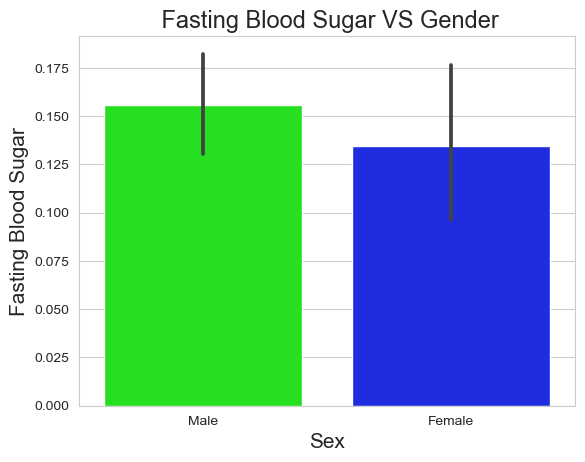 Fasting Blood Sugar VS Gender
Fasting Blood Sugar
0.175
0.150
0.125
0.100
0.075
0.050
0.025
0.000
Male
Female
Sex